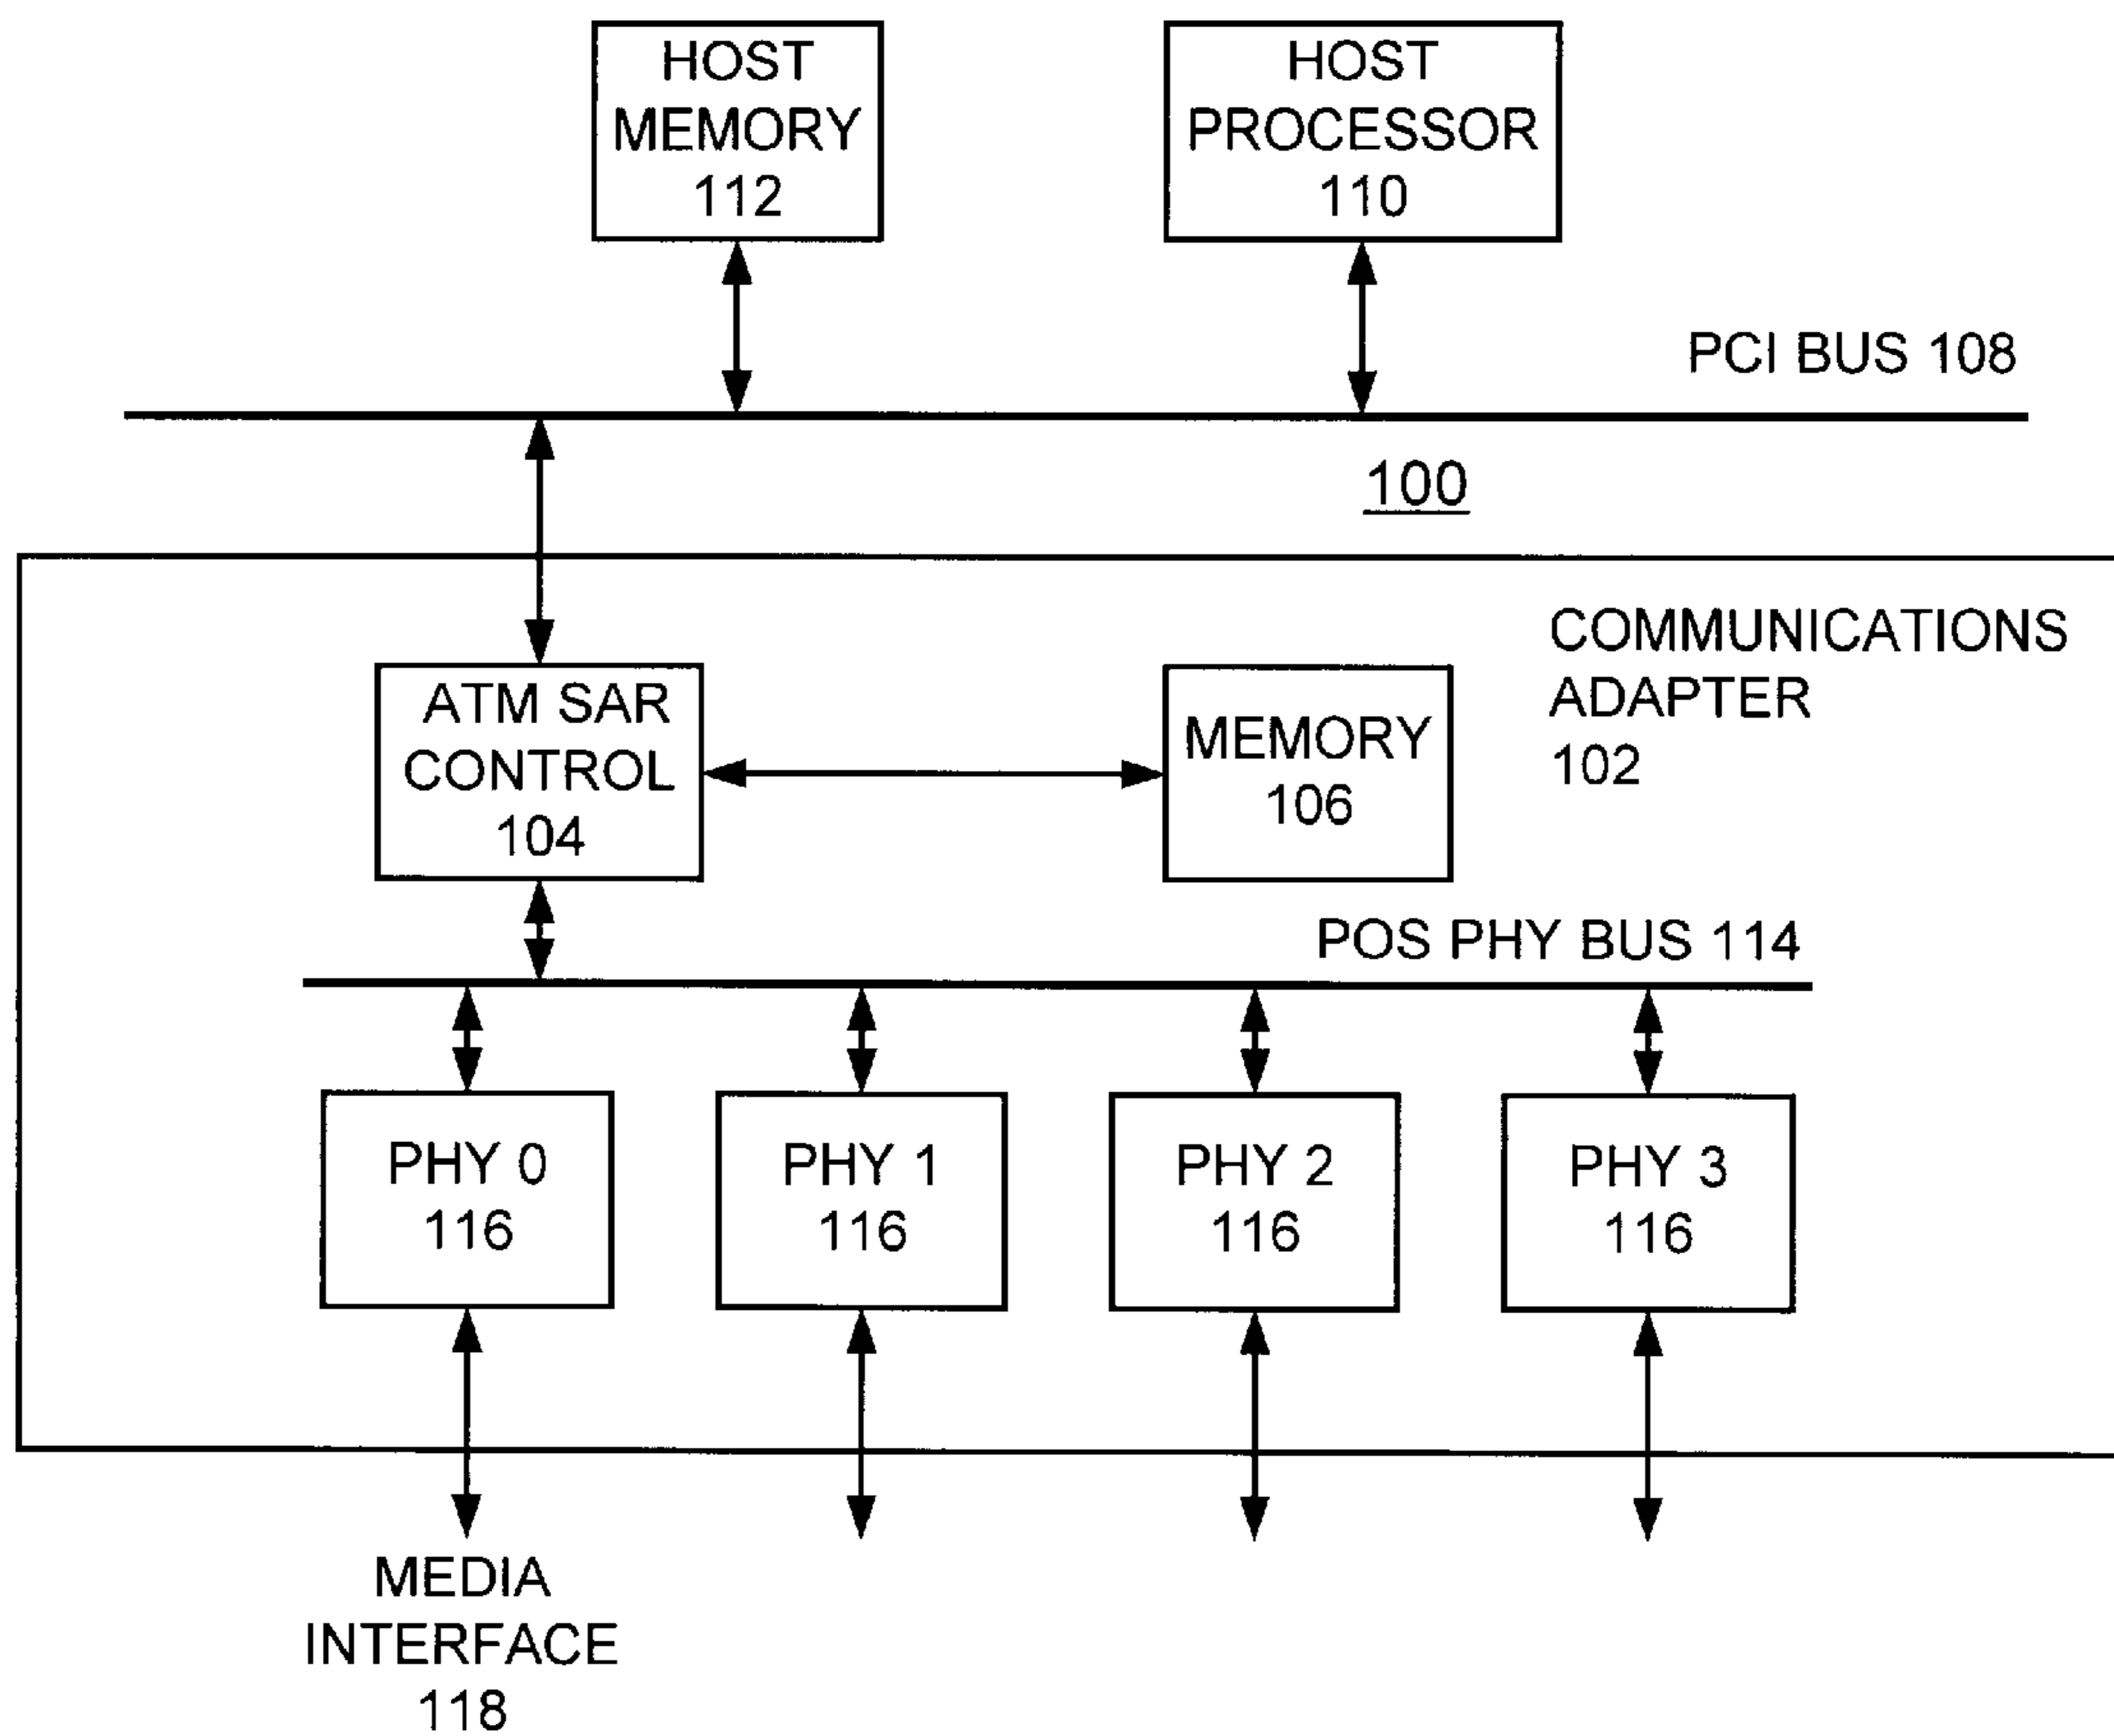 HOST
MEMORY
112
HOST
PROCESSOR
110
PCI BUS 108
100
COMMUNICATIONS
ADAPTER
102
ATM SAR
CONTROL
104
MEMORY
106
POS PHY BUS 114
PHY 0
116
PHY 1
116
PHY 2
116
PHY 3
116
MEDIA
INTERFACE
118